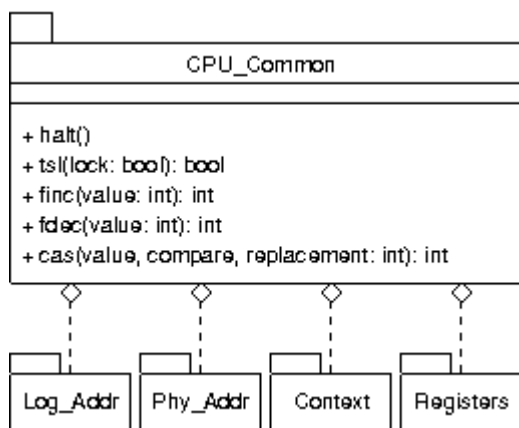 CPU_Common
+ halt()
+ tsl(lock: bool): bool
+ finc(value: int): int
+ fdec(value: int): int
+ cas(value, compare, replacement: int): int
Log_Addr Phy_Addr Context Registers